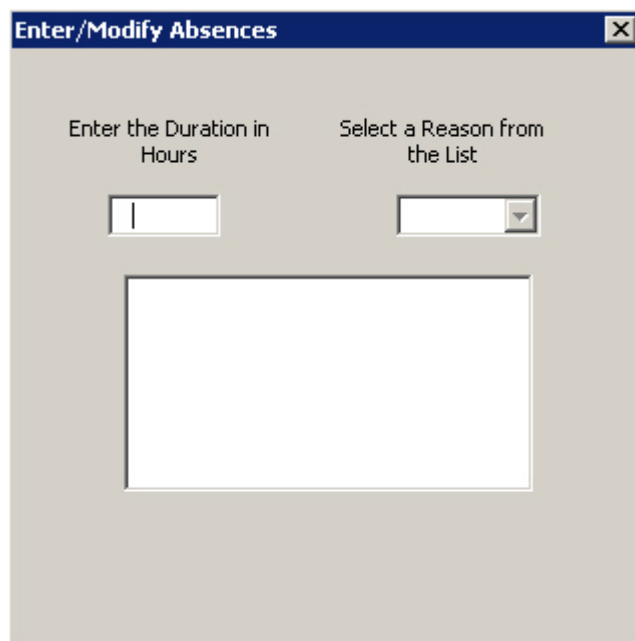 Enter/Modify Absences
Enter the Duration in
Hours
Select a Reason from
the List